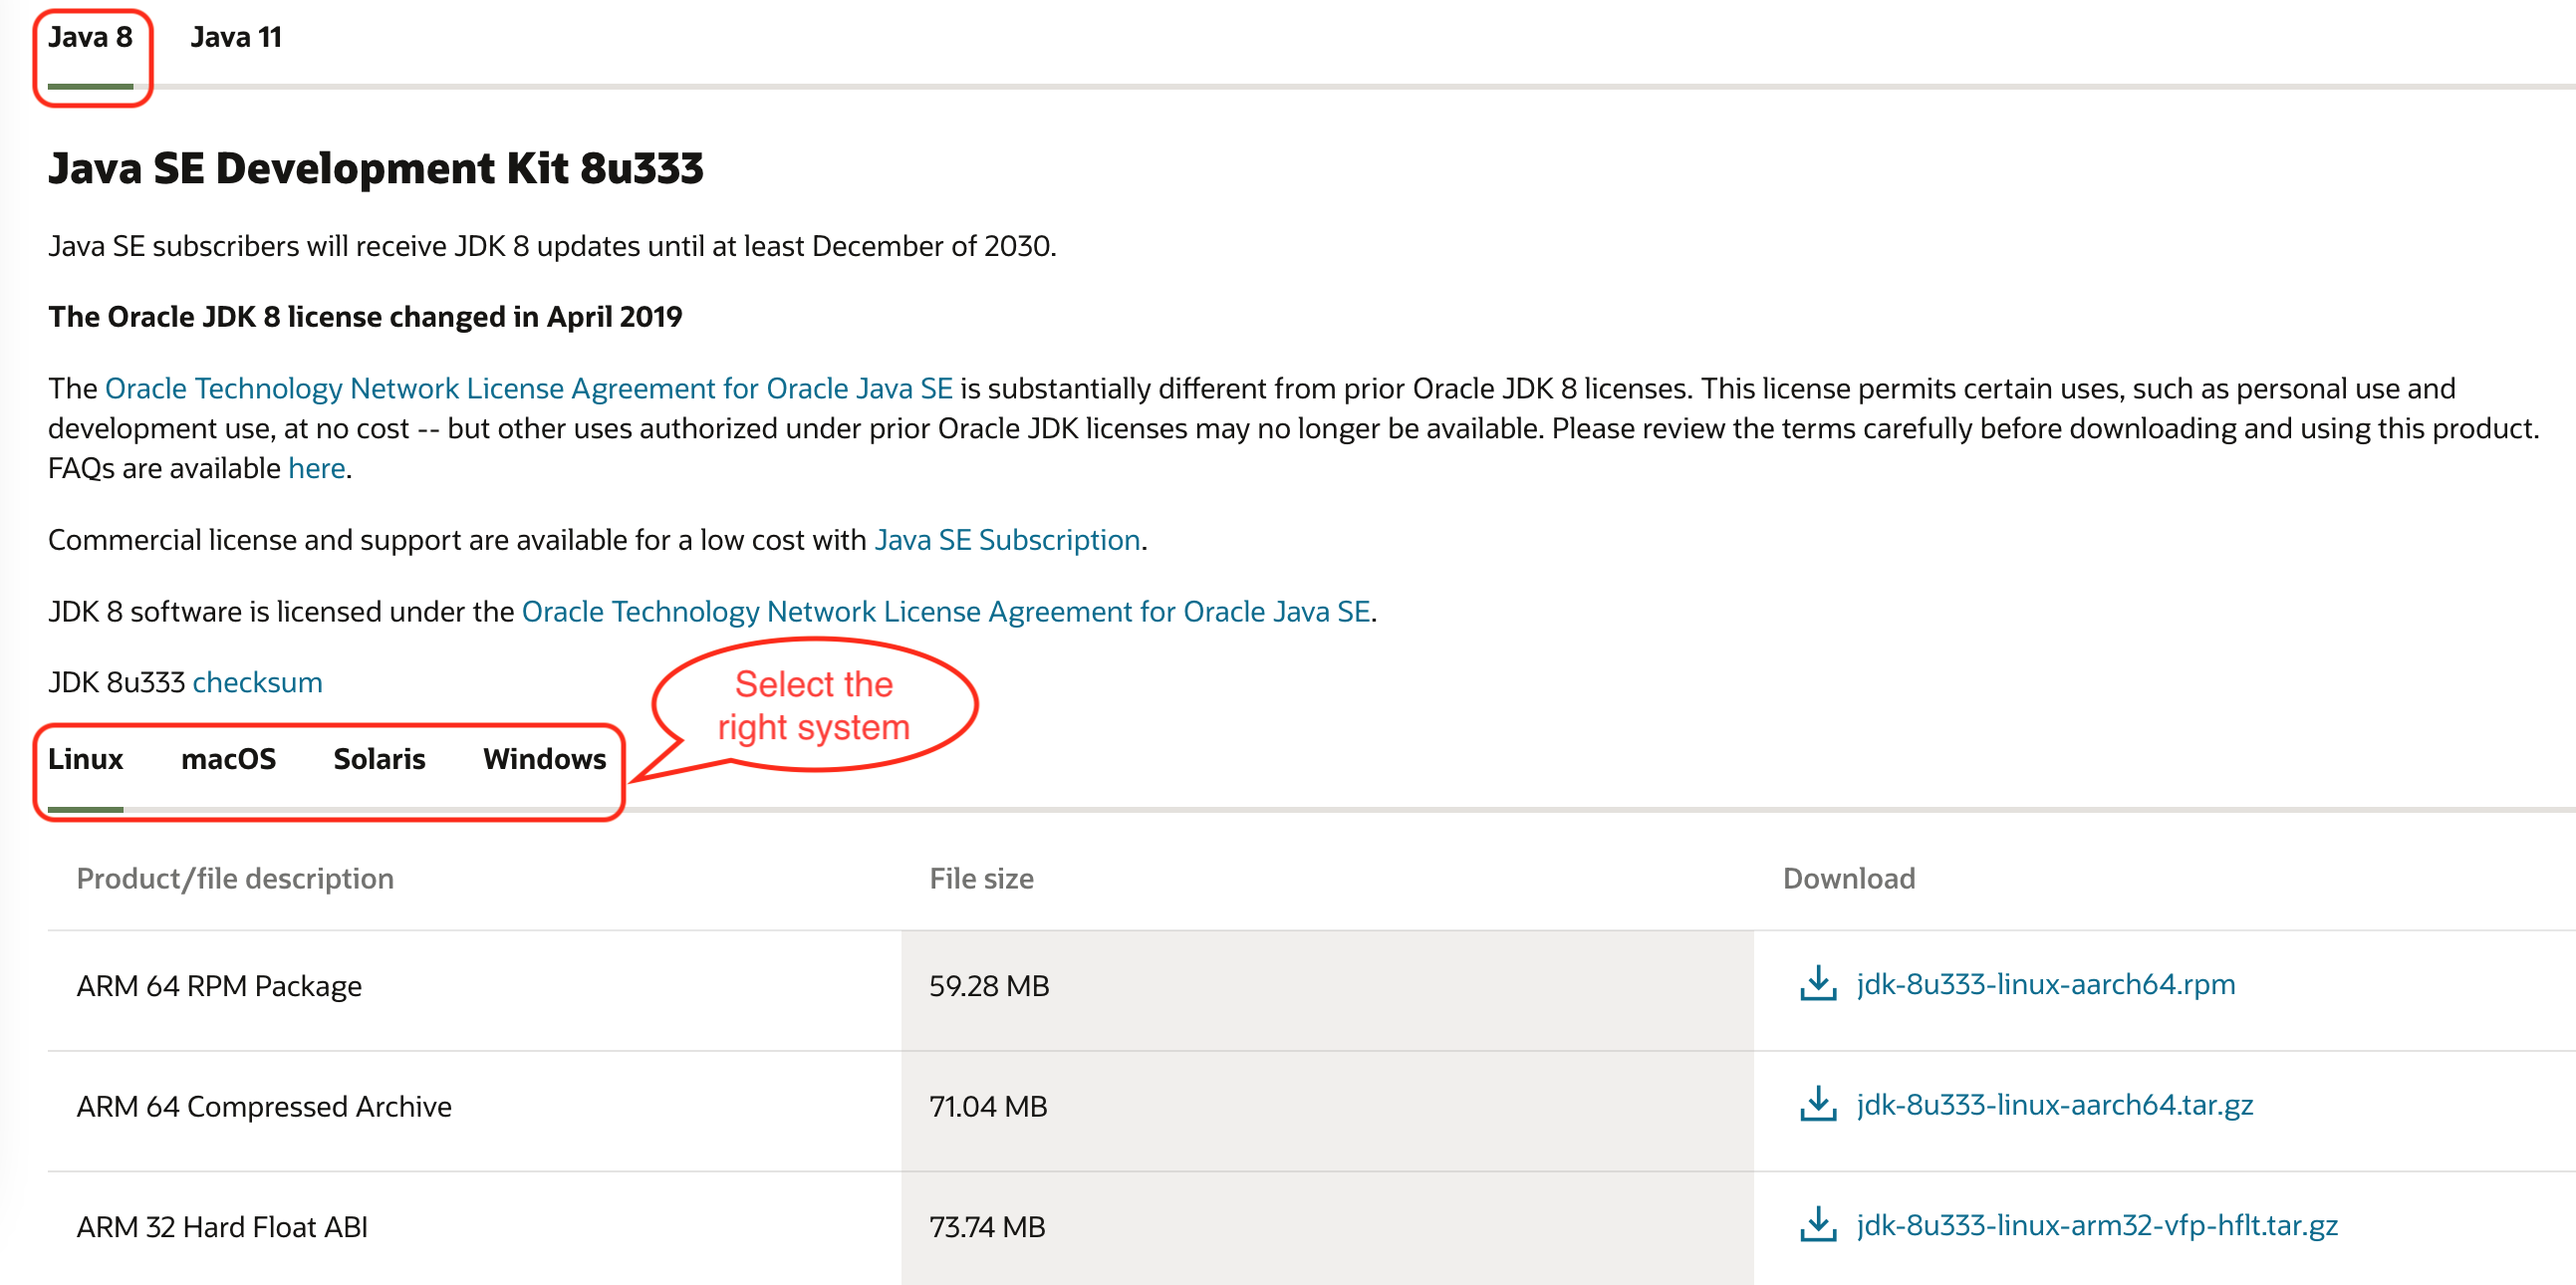 Java 8 Java 11
Java SE Development Kit 8u333
Java SE subscribers will receive JDK 8 updates until at least December of 2030.
The Oracle JDK 8 license changed in April 2019
The Oracle Technology Network License Agreement for Oracle Java SE is substantially different from prior Oracle JDK 8 licenses. This license permits certain uses, such as personal use and
development use, at no cost -- but other uses authorized under prior Oracle JDK licenses may no longer be available. Please review the terms carefully before downloading and using this product.
FAQs are available here.
Commercial license and support are available for a low cost with Java SE Subscription.
JDK 8 software is licensed under the Oracle Technology Network License Agreement for Oracle Java SE.
JDK 8u333 checksum
Select the
right system
Linux macOS Solaris Windows
Product/file description File size Download
ARM 64 RPM Package 59.28 MB jdk-8u333-linux-aarch64.rpm
ARM 64 Compressed Archive 71.04 MB jdk-8u333-linux-aarch64.tar.gz
ARM 32 Hard Float ABI 73.74 MB jdk-8u333-linux-arm32-vfp-hflt.tar.gz